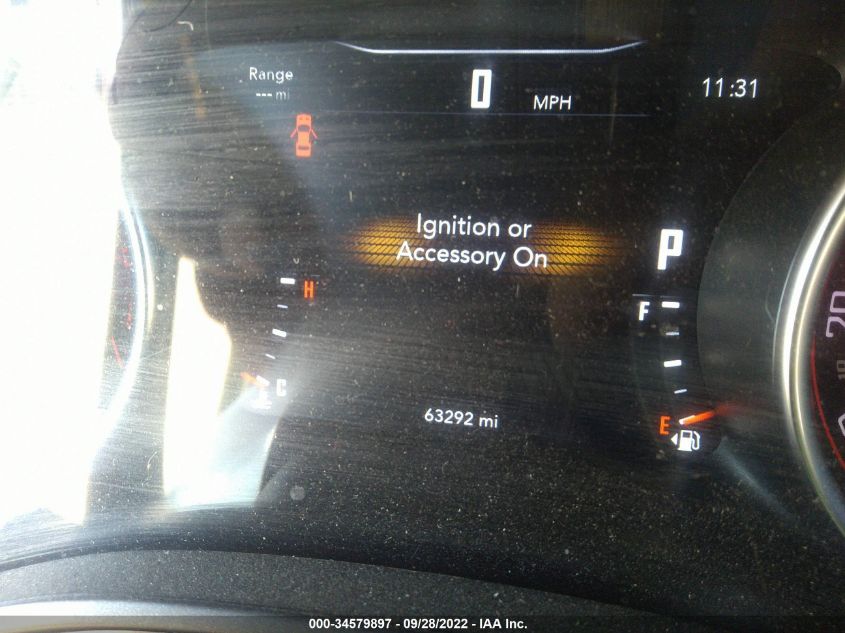 Range
--- mi
0
MPH
11:31
Ignition or
Accessory On
P
H
F
C
63292 mi
E
20
000-34579897 - 09/28/2022 - IAA Inc.